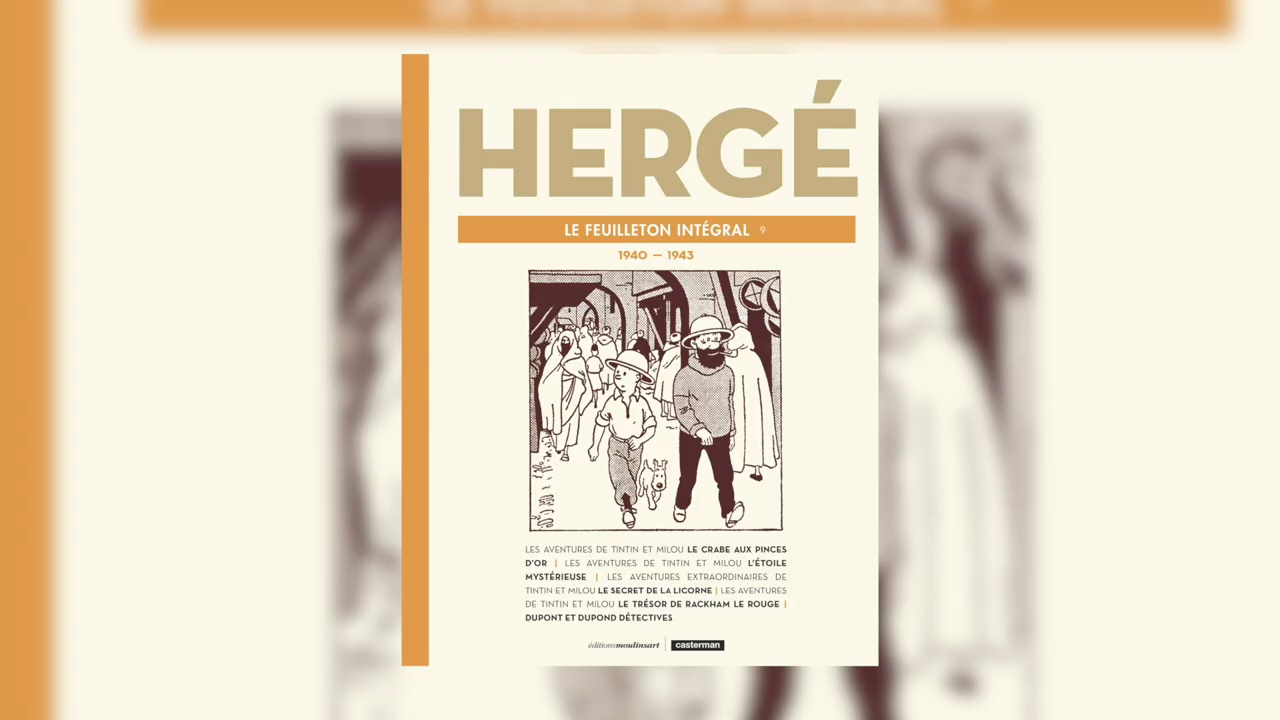 HERGÉ
LE FEUILLETON INTÉGRAL 9
1940 — 1943
LES AVENTURES DE TINTIN ET MILOU LE CRABE AUX PINCES
D'OR | LES AVENTURES DE TINTIN ET MILOU L'ÉTOILE
MYSTÉRIEUSE | LES AVENTURES EXTRAORDINAIRES DE
TINTIN ET MILOU LE SECRET DE LA LICORNE | LES AVENTURES
DE TINTIN ET MILOU LE TRÉSOR DE RACKHAM LE ROUGE |
DUPONT ET DUPOND DÉTECTIVES
éditionsmoulinsart | casterman